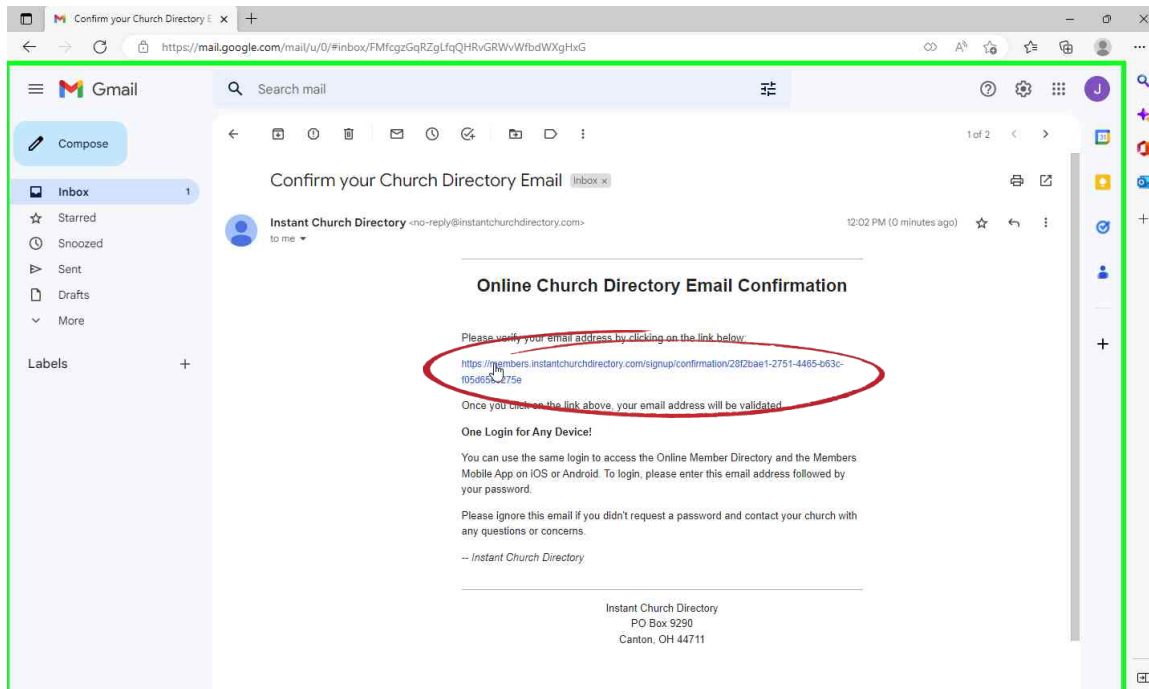 Confirm your Church Directory E
https://mail.google.com/mail/u/0/#inbox/FMfcgzGqRZgLfqQHRvGRWvWfbdWXgHxG
Gmail
Search mail
J
Compose
1 of 2
31
Inbox 1
Starred
Snoozed
Sent
Drafts
More
Labels
Confirm your Church Directory Email Inbox x
Instant Church Directory <no-reply@instantchurchdirectory.com> 12:02 PM (0 minutes ago)
to me
Online Church Directory Email Confirmation
Please verify your email address by clicking on the link below:
https://members.instantchurchdirectory.com/signup/confirmation/28f2bae1-2751-4465-b63c-
Once you click on the link above, your email address will be validated.
One Login for Any Device!
You can use the same login to access the Online Member Directory and the Members
Mobile App on iOS or Android. To login, please enter this email address followed by
your password.
Please ignore this email if you didn't request a password and contact your church with
any questions or concerns.
-- Instant Church Directory
Instant Church Directory
PO Box 9290
Canton, OH 44711